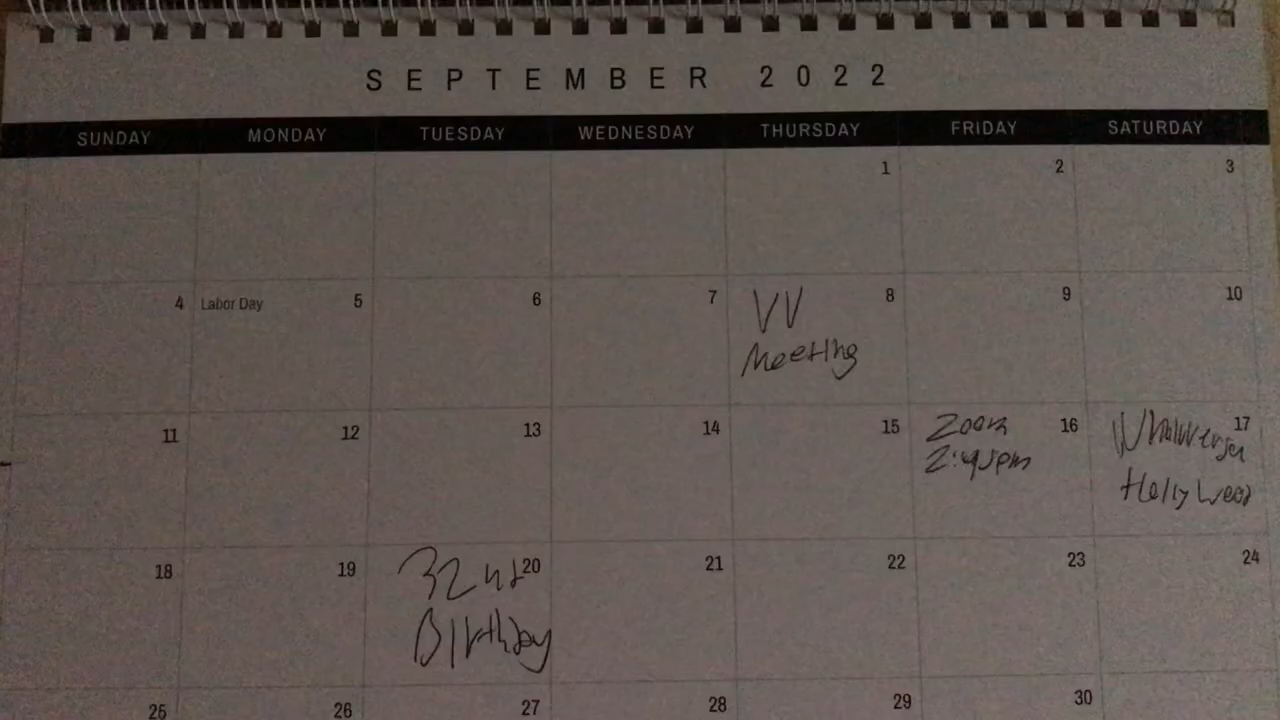 SEPTEMBER 2022
SUNDAY MONDAY TUESDAY WEDNESDAY THURSDAY FRIDAY SATURDAY
1 2 3
4 Labor Day 5 6 7 8 9 10
VV
Meeting
11 12 13 14 15 16 17
Zoom
2:45pm
Hollywood
18 19 20 21 22 23 24
32nd
Birthday
25 26 27 28 29 30